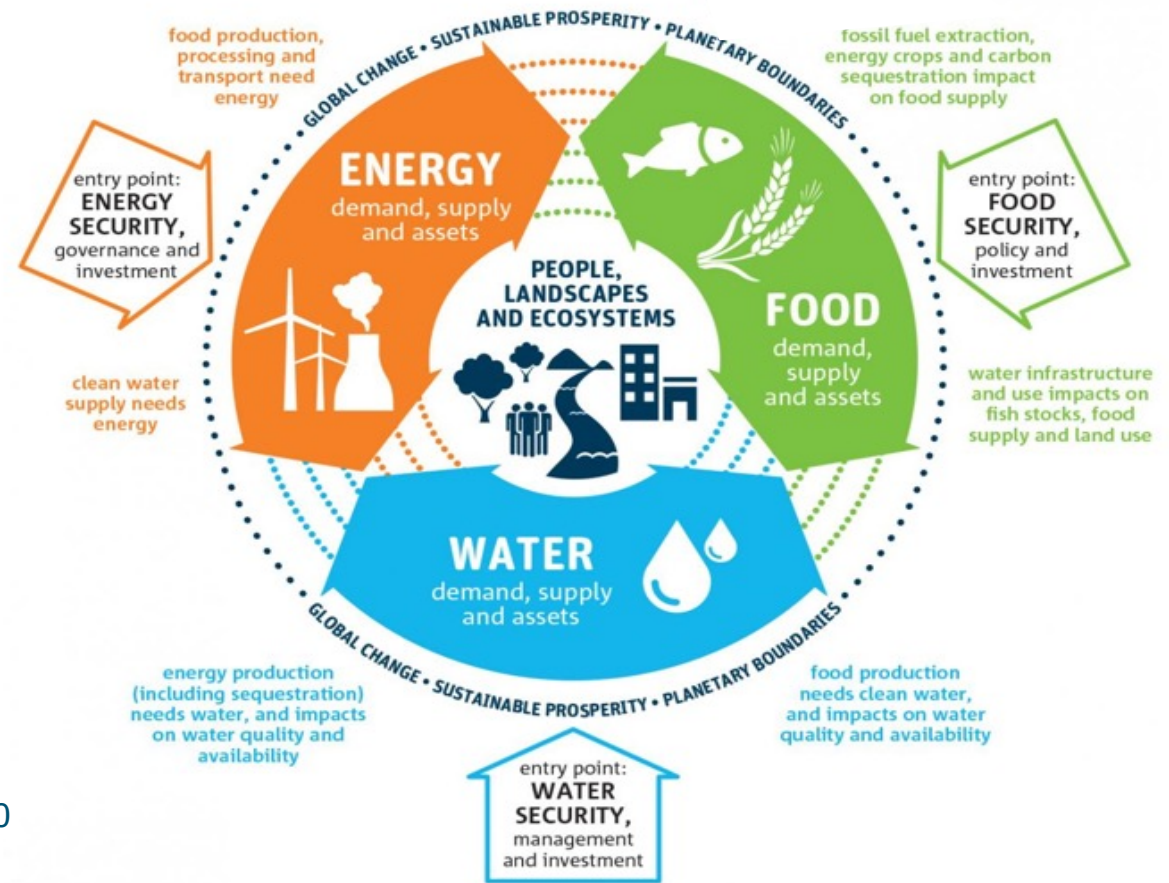 GLOBAL CHANGE • SUSTAINABLE PROSPERITY • PLANETARY BOUNDARIES
food production,
processing and
transport need
energy
fossil fuel extraction,
energy crops and carbon
sequestration impact
on food supply
entry point:
ENERGY
SECURITY,
governance and
investment
ENERGY
demand, supply
and assets
entry point:
FOOD
SECURITY,
policy and
investment
PEOPLE,
LANDSCAPES
AND ECOSYSTEMS
FOOD
demand,
supply
and assets
clean water
supply needs
energy
water infrastructure
and use impacts on
fish stocks, food
supply and land use
WATER
demand, supply
and assets
GLOBAL CHANGE • SUSTAINABLE PROSPERITY • PLANETARY BOUNDARIES
energy production
(including sequestration)
needs water, and impacts
on water quality and
availability
food production
needs clean water,
and impacts on water
quality and availability
entry point:
WATER
SECURITY,
management
and investment
0